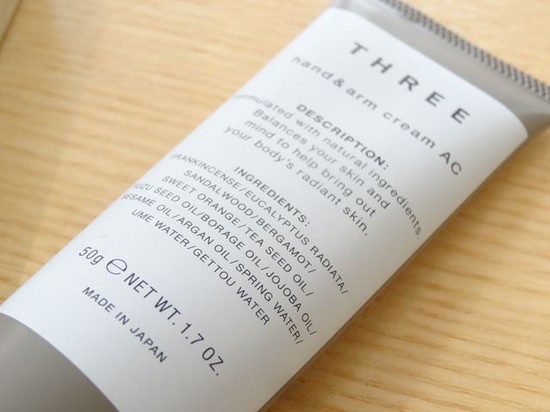 THREE
hand & arm cream AC
DESCRIPTION:
Formulated with natural ingredients.
Balances your skin and
mind to help bring out
your body's radiant skin.
INGREDIENTS:
FRANKINCENSE/EUCALYPTUS RADIATA/
SANDALWOOD/BERGAMOT/
SWEET ORANGE/TEA SEED OIL/
YUZU SEED OIL/BORAGE OIL/JOJOBA OIL/
SESAME OIL/ARGAN OIL/SPRING WATER/
UME WATER/GETTOU WATER
50g ℮ NET WT. 1.7 OZ.
MADE IN JAPAN